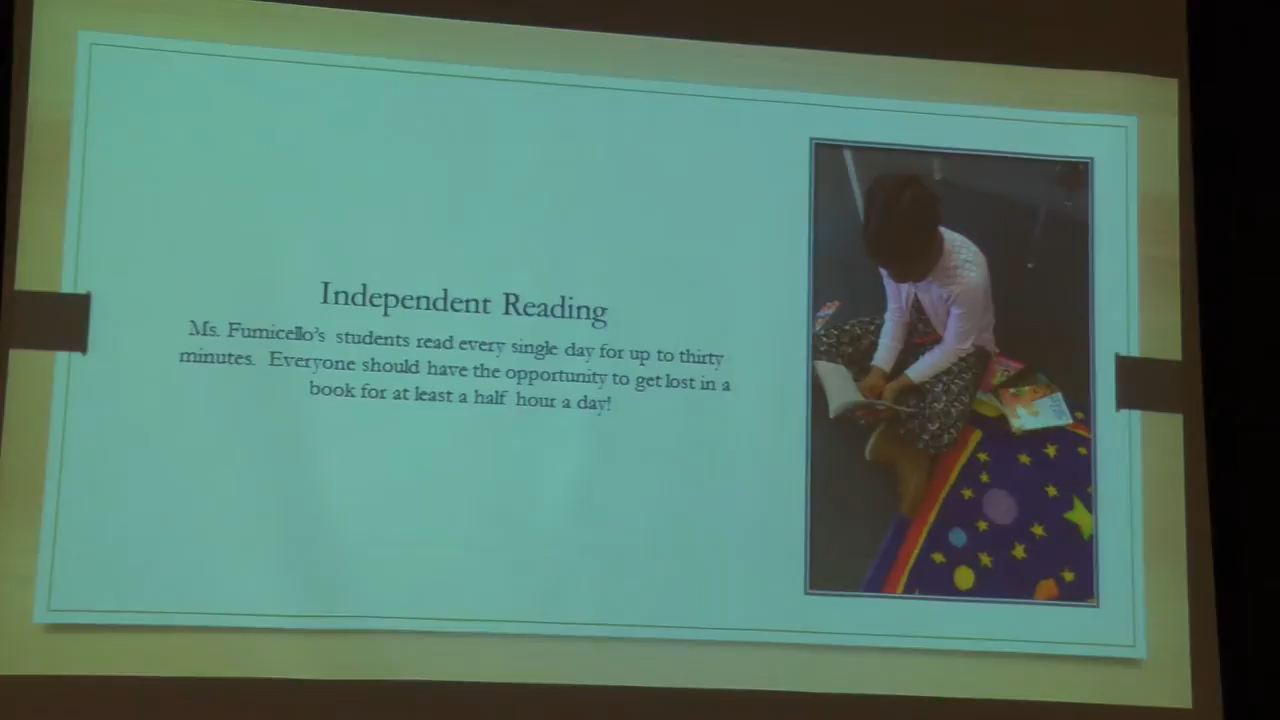 Independent Reading
Ms. Fumicello's students read every single day for up to thirty
minutes. Everyone should have the opportunity to get lost in a
book for at least a half hour a day!